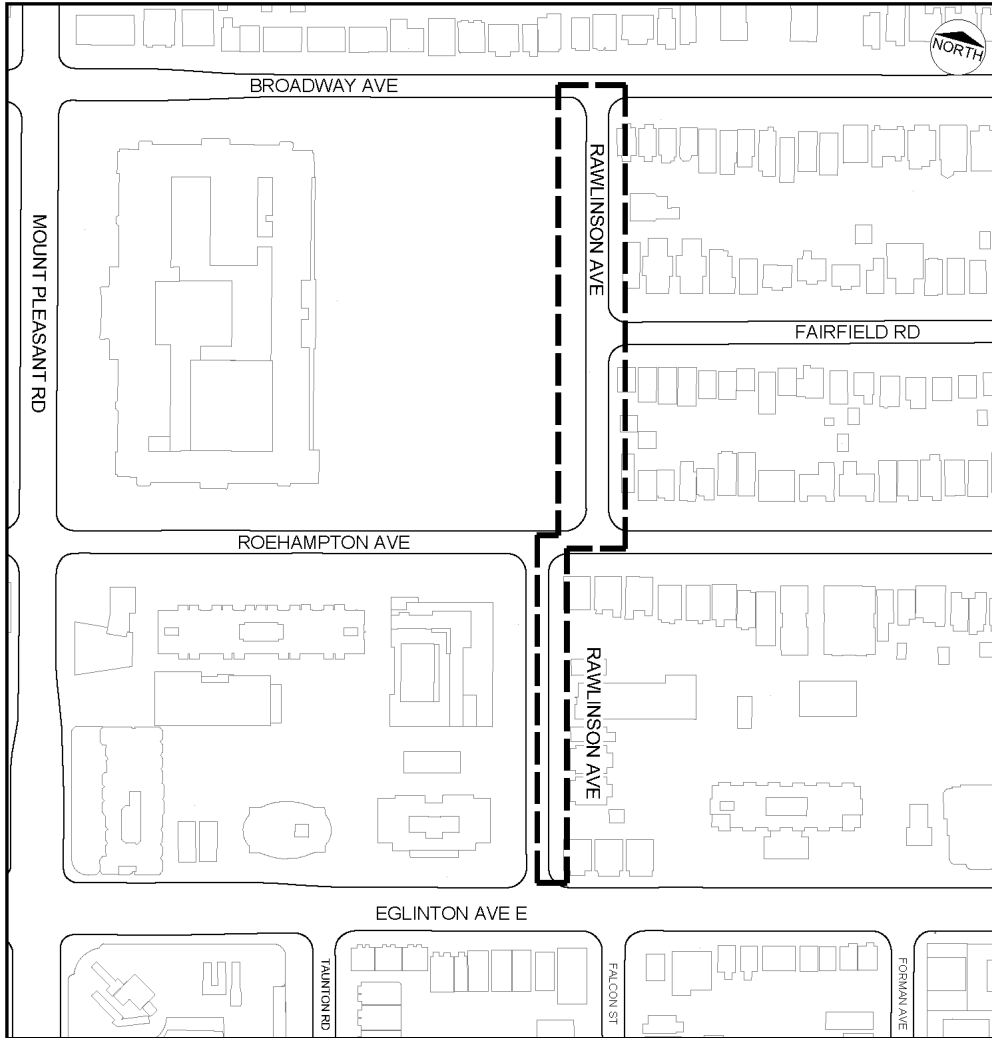 NORTH
BROADWAY AVE
RAWLINSON AVE
MOUNT PLEASANT RD
FAIRFIELD RD
ROEHAMPTON AVE
RAWLINSON AVE
EGLINTON AVE E
TAUNTON RD
FALCON ST
FORMAN AVE